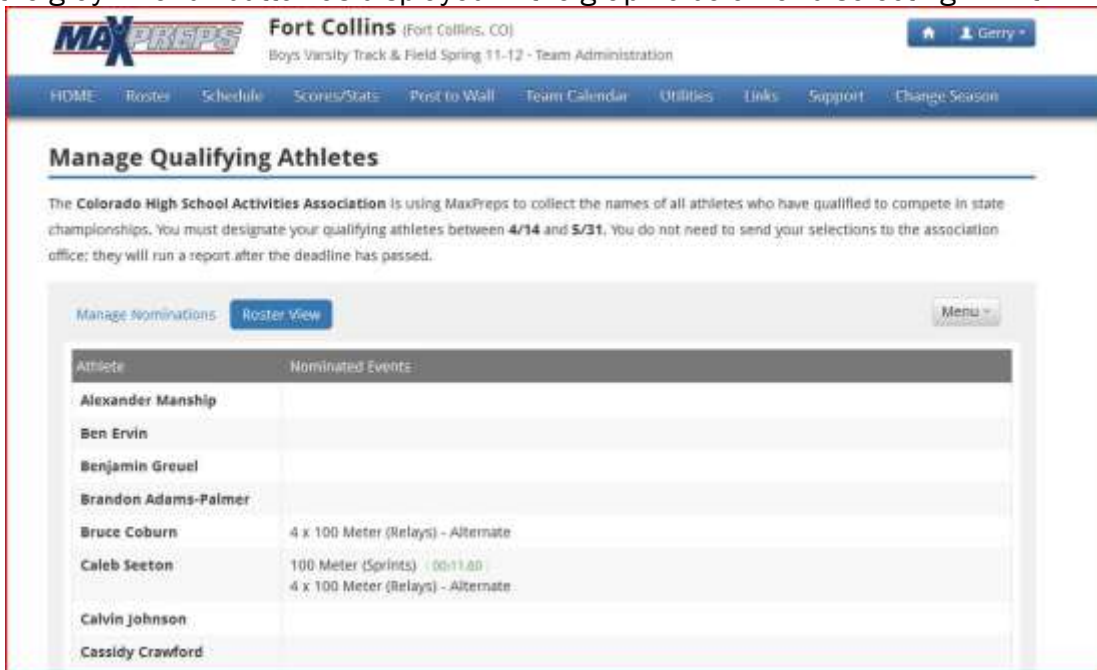 MAXPREPS
Fort Collins (Fort Collins, CO)
Boys Varsity Track & Field Spring 11-12 - Team Administration
Gerry
HOME Roster Schedule Scores/Stats Post to Wall Team Calendar Utilities Links Support Change Season
Manage Qualifying Athletes
The Colorado High School Activities Association is using MaxPreps to collect the names of all athletes who have qualified to compete in state
championships. You must designate your qualifying athletes between 4/14 and 5/31. You do not need to send your selections to the association
office; they will run a report after the deadline has passed.
Manage Nominations Roster View Menu
Athlete Nominated Events
Alexander Manship
Ben Ervin
Benjamin Greuel
Brandon Adams-Palmer
Bruce Coburn 4 x 100 Meter (Relays) - Alternate
Caleb Seeton 100 Meter (Sprints) 00:11.80
4 x 100 Meter (Relays) - Alternate
Calvin Johnson
Cassidy Crawford